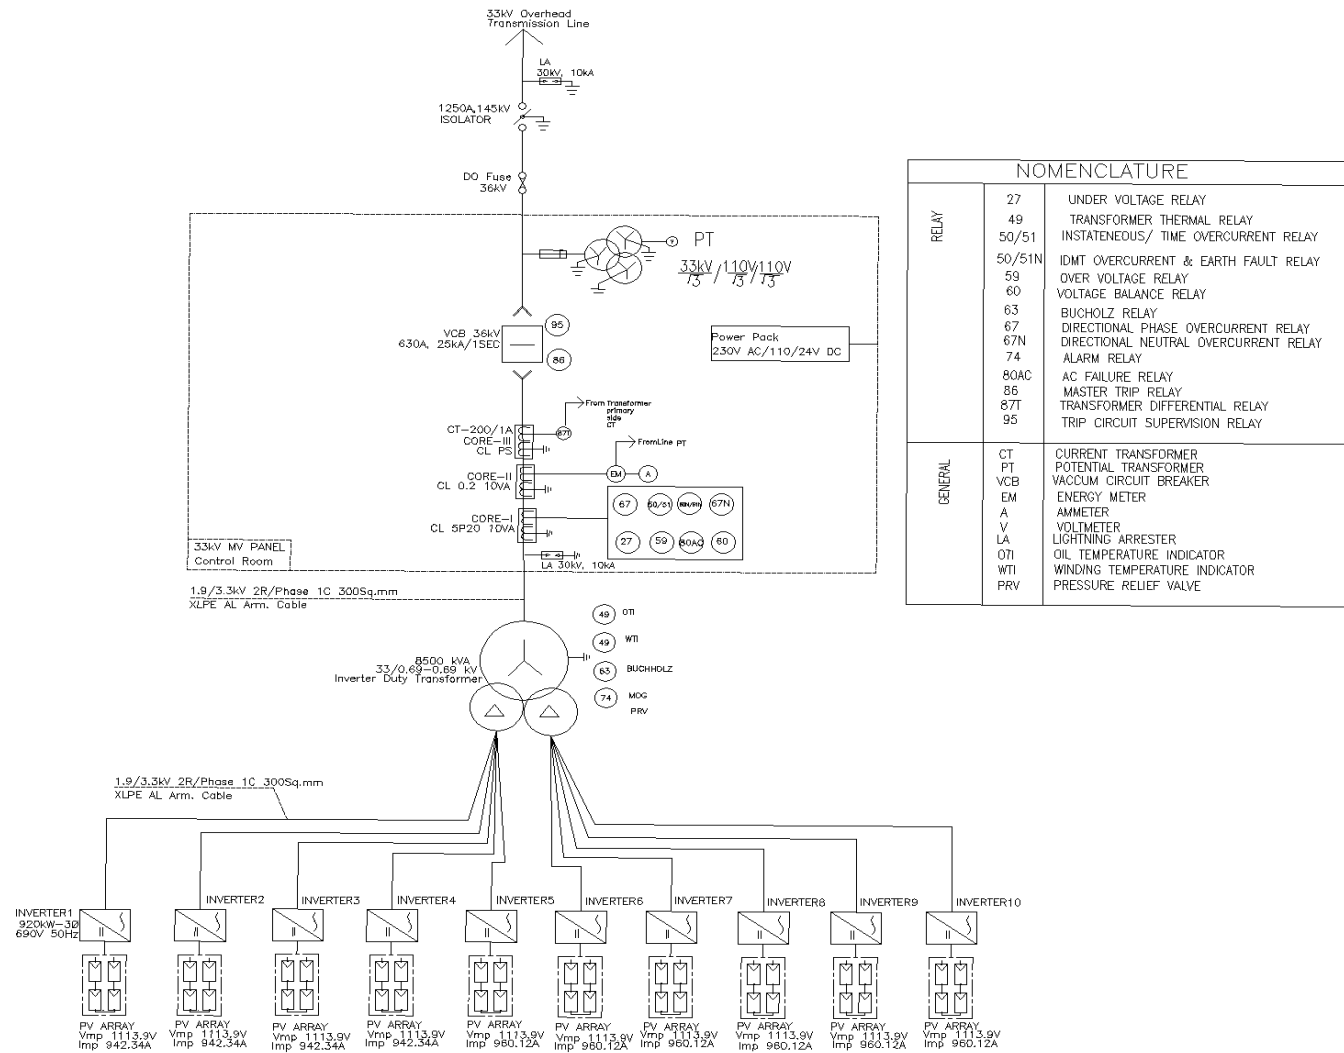 33kV Overhead
Transmission Line
LA
30kV, 10kA
1250A,145kV
ISOLATOR
DO Fuse
36kV
V
PT
33kV/110V/110V
√3 √3 √3
VCB 36kV
630A, 25kA/1SEC
95
86
Power Pack
230V AC/110/24V DC
From Transformer
primary
side
CT
CT-200/1A
CORE-III
CL PS
87T
FromLine PT
CORE-II
CL 0.2 10VA
EM
A
CORE-I
CL 5P20 10VA
67
50/51
67N
27
59
80AC
60
LA 30kV, 10kA
33kV MV PANEL
Control Room
1.9/3.3kV 2R/Phase 1C 300Sq.mm
XLPE AL Arm. Cable
8500 kVA
33/0.69-0.69 kV
Inverter Duty Transformer
49 OTI
49 WTI
63 BUCHHOLZ
74 MOG
PRV
1.9/3.3kV 2R/Phase 1C 300Sq.mm
XLPE AL Arm. Cable
INVERTER1
920kW-3Ø
690V 50Hz
INVERTER2
INVERTER3
INVERTER4
INVERTER5
INVERTER6
INVERTER7
INVERTER8
INVERTER9
INVERTER10
PV ARRAY
Vmp 1113.9V
Imp 942.34A
PV ARRAY
Vmp 1113.9V
Imp 942.34A
PV ARRAY
Vmp 1113.9V
Imp 942.34A
PV ARRAY
Vmp 1113.9V
Imp 942.34A
PV ARRAY
Vmp 1113.9V
Imp 960.12A
PV ARRAY
Vmp 1113.9V
Imp 960.12A
PV ARRAY
Vmp 1113.9V
Imp 960.12A
PV ARRAY
Vmp 1113.9V
Imp 960.12A
PV ARRAY
Vmp 1113.9V
Imp 960.12A
PV ARRAY
Vmp 1113.9V
Imp 960.12A
NOMENCLATURE
RELAY
27 UNDER VOLTAGE RELAY
49 TRANSFORMER THERMAL RELAY
50/51 INSTATENEOUS/ TIME OVERCURRENT RELAY
50/51N IDMT OVERCURRENT & EARTH FAULT RELAY
59 OVER VOLTAGE RELAY
60 VOLTAGE BALANCE RELAY
63 BUCHOLZ RELAY
67 DIRECTIONAL PHASE OVERCURRENT RELAY
67N DIRECTIONAL NEUTRAL OVERCURRENT RELAY
74 ALARM RELAY
80AC AC FAILURE RELAY
86 MASTER TRIP RELAY
87T TRANSFORMER DIFFERENTIAL RELAY
95 TRIP CIRCUIT SUPERVISION RELAY
GENERAL
CT CURRENT TRANSFORMER
PT POTENTIAL TRANSFORMER
VCB VACCUM CIRCUIT BREAKER
EM ENERGY METER
A AMMETER
V VOLTMETER
LA LIGHTNING ARRESTER
OTI OIL TEMPERATURE INDICATOR
WTI WINDING TEMPERATURE INDICATOR
PRV PRESSURE RELIEF VALVE